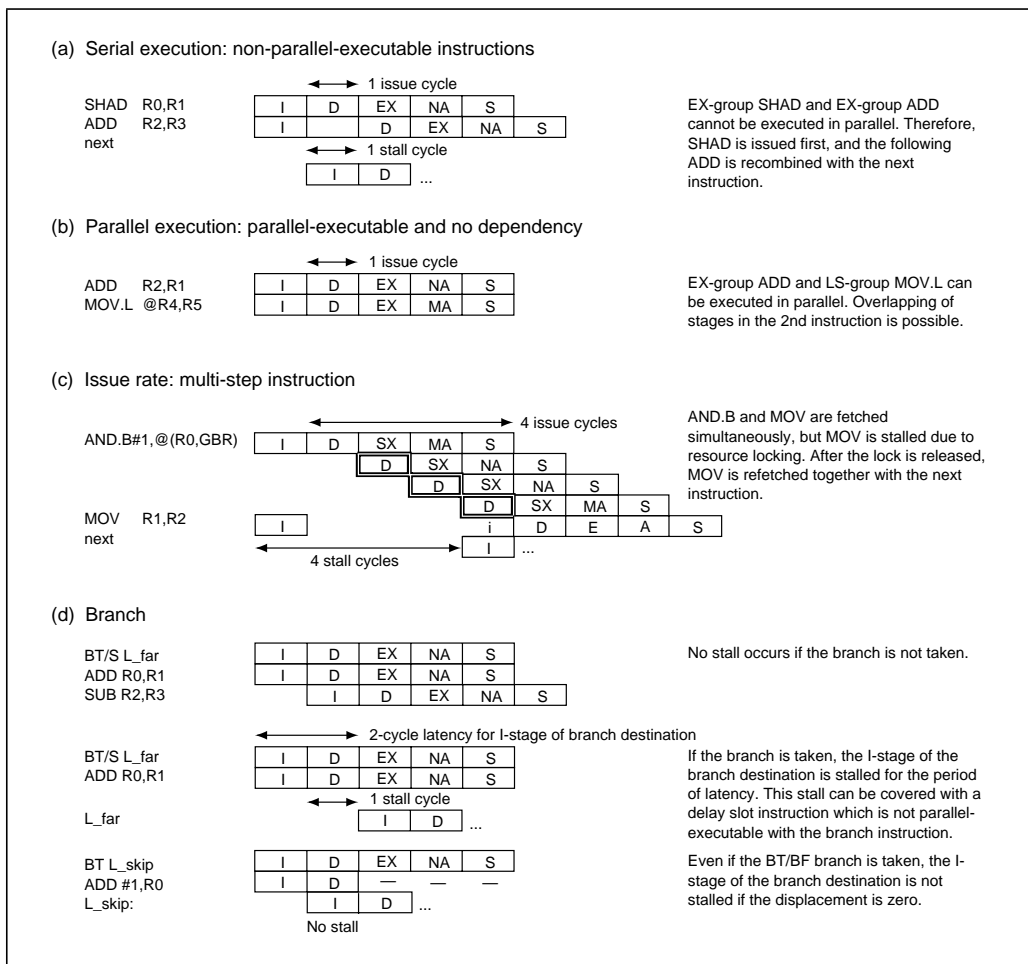 (a) Serial execution: non-parallel-executable instructions
1 issue cycle
SHAD R0,R1 I D EX NA S
ADD R2,R3 I D EX NA S
next
1 stall cycle
I D ...
EX-group SHAD and EX-group ADD
cannot be executed in parallel. Therefore,
SHAD is issued first, and the following
ADD is recombined with the next
instruction.
(b) Parallel execution: parallel-executable and no dependency
1 issue cycle
ADD R2,R1 I D EX NA S
MOV.L @R4,R5 I D EX MA S
EX-group ADD and LS-group MOV.L can
be executed in parallel. Overlapping of
stages in the 2nd instruction is possible.
(c) Issue rate: multi-step instruction
4 issue cycles
AND.B#1,@(R0,GBR) I D SX MA S
D SX NA S
D SX NA S
D SX MA S
MOV R1,R2 I i D E A S
next I ...
4 stall cycles
AND.B and MOV are fetched
simultaneously, but MOV is stalled due to
resource locking. After the lock is released,
MOV is refetched together with the next
instruction.
(d) Branch
BT/S L_far I D EX NA S
ADD R0,R1 I D EX NA S
SUB R2,R3 I D EX NA S
No stall occurs if the branch is not taken.
2-cycle latency for I-stage of branch destination
BT/S L_far I D EX NA S
ADD R0,R1 I D EX NA S
1 stall cycle
L_far I D ...
If the branch is taken, the I-stage of the
branch destination is stalled for the period
of latency. This stall can be covered with a
delay slot instruction which is not parallel-
executable with the branch instruction.
BT L_skip I D EX NA S
ADD #1,R0 I D — — —
L_skip: I D ...
No stall
Even if the BT/BF branch is taken, the I-
stage of the branch destination is not
stalled if the displacement is zero.